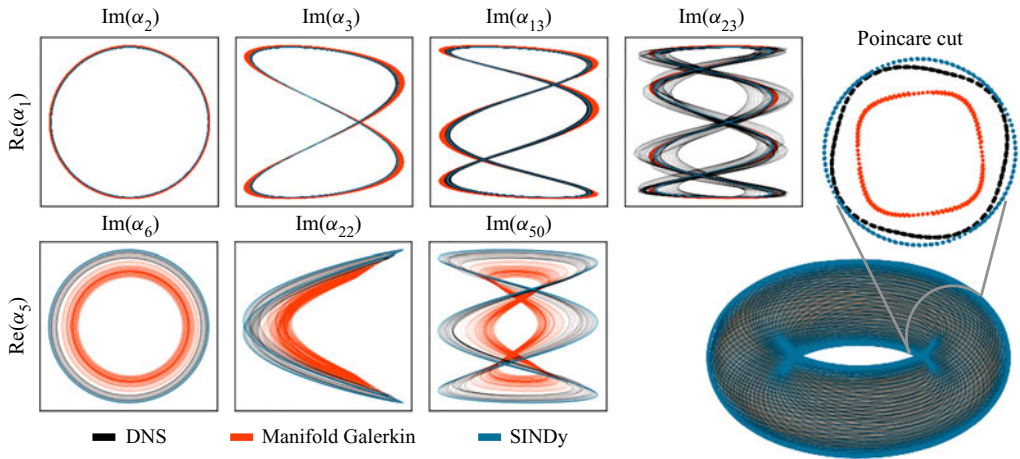 Im(α₂) Im(α₃) Im(α₁₃) Im(α₂₃)
Poincare cut
Re(α₁)
Im(α₆) Im(α₂₂) Im(α₅₀)
Re(α₅)
DNS Manifold Galerkin SINDy